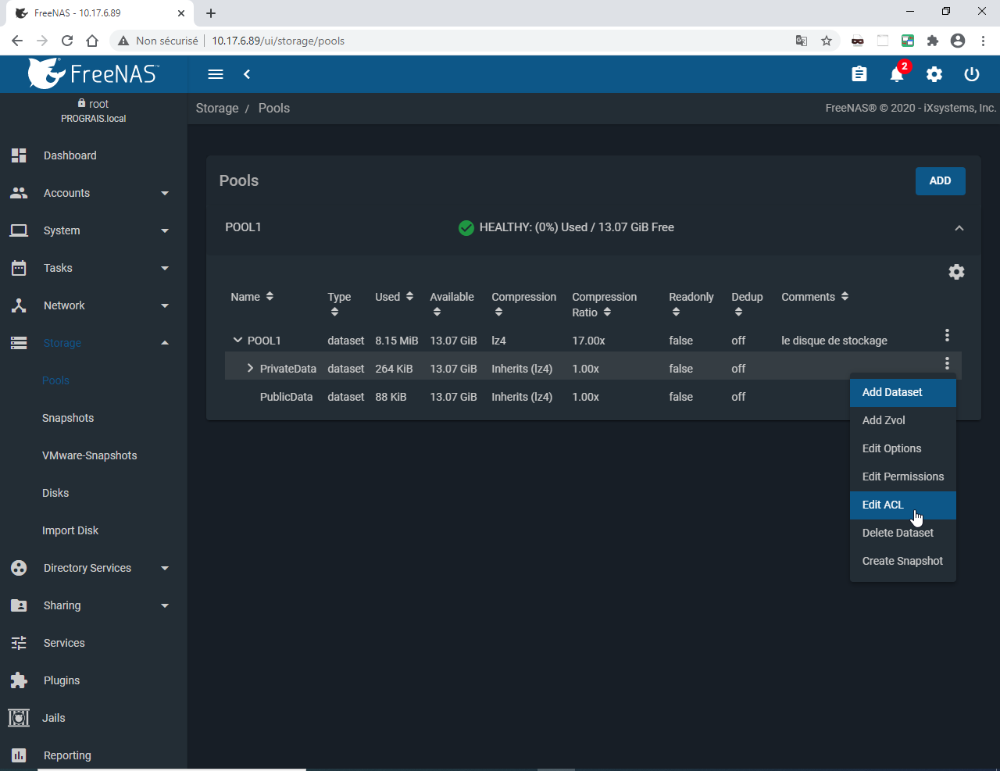 FreeNAS - 10.17.6.89
Non sécurisé
10.17.6.89/ui/storage/pools
FreeNAS™
2
root
PROGRAIS.local
Storage / Pools
FreeNAS® © 2020 - iXsystems, Inc.
Dashboard
Accounts
System
Tasks
Network
Storage
Pools
Snapshots
VMware-Snapshots
Disks
Import Disk
Directory Services
Sharing
Services
Plugins
Jails
Reporting
Pools
ADD
POOL1
HEALTHY: (0%) Used / 13.07 GiB Free
Name Type Used Available Compression Compression Ratio Readonly Dedup Comments
POOL1 dataset 8.15 MiB 13.07 GiB lz4 17.00x false off le disque de stockage
PrivateData dataset 264 KiB 13.07 GiB Inherits (lz4) 1.00x false off
PublicData dataset 88 KiB 13.07 GiB Inherits (lz4) 1.00x false off
Add Dataset
Add Zvol
Edit Options
Edit Permissions
Edit ACL
Delete Dataset
Create Snapshot